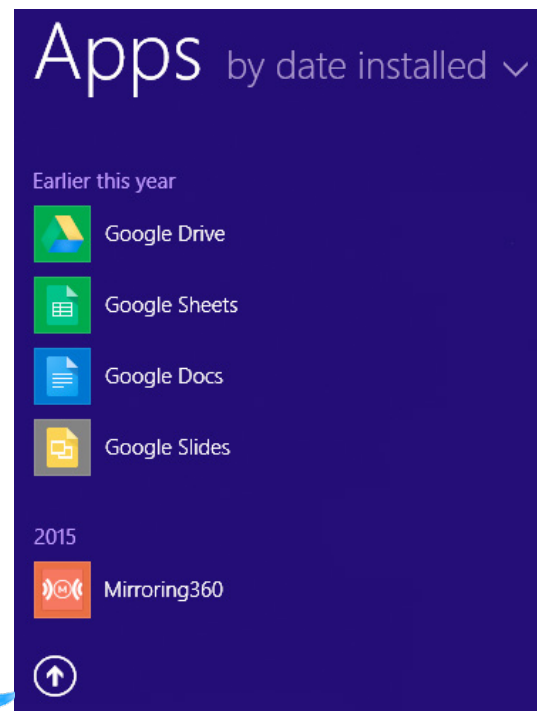 Apps by date installed
Earlier this year
Google Drive
Google Sheets
Google Docs
Google Slides
2015
M
Mirroring360